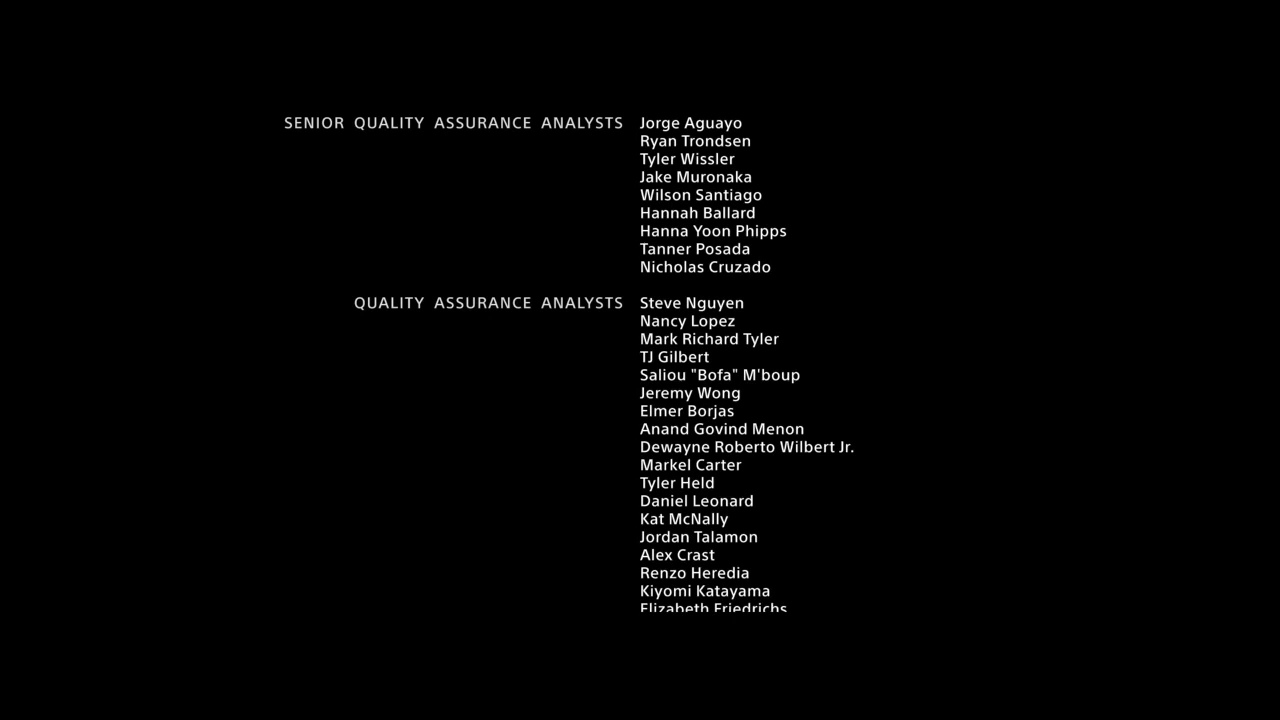 SENIOR QUALITY ASSURANCE ANALYSTS Jorge Aguayo
Ryan Trondsen
Tyler Wissler
Jake Muronaka
Wilson Santiago
Hannah Ballard
Hanna Yoon Phipps
Tanner Posada
Nicholas Cruzado
QUALITY ASSURANCE ANALYSTS Steve Nguyen
Nancy Lopez
Mark Richard Tyler
TJ Gilbert
Saliou "Bofa" M'boup
Jeremy Wong
Elmer Borjas
Anand Govind Menon
Dewayne Roberto Wilbert Jr.
Markel Carter
Tyler Held
Daniel Leonard
Kat McNally
Jordan Talamon
Alex Crast
Renzo Heredia
Kiyomi Katayama
Elizabeth Friedrichs